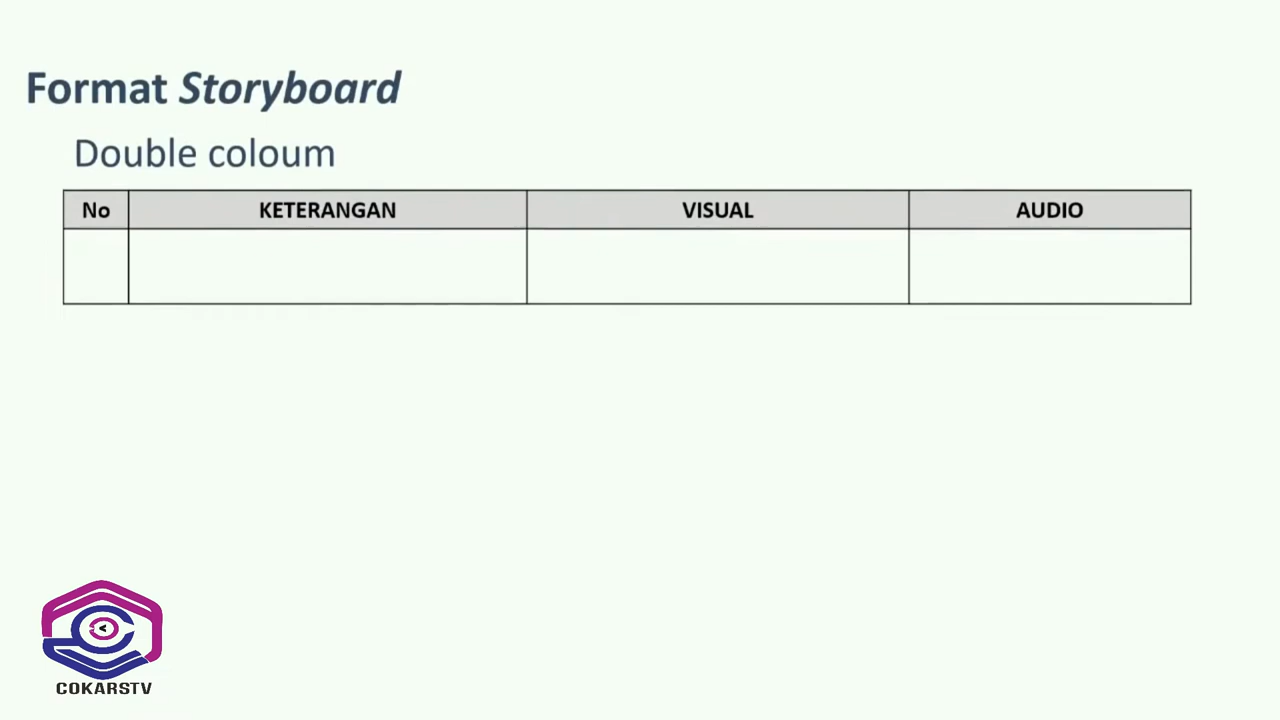 Format Storyboard
Double coloum
No KETERANGAN VISUAL AUDIO
COKARSTV